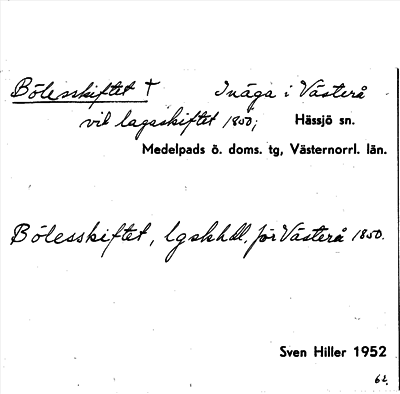 Bölesskiftet † Inäga i Västerå
vid lagaskiftet 1850; Hässjö sn.
Medelpads ö. doms. tg, Västernorrl. län.
Bölesskiftet, lgskhdl. för Västerå 1850.
Sven Hiller 1952
62